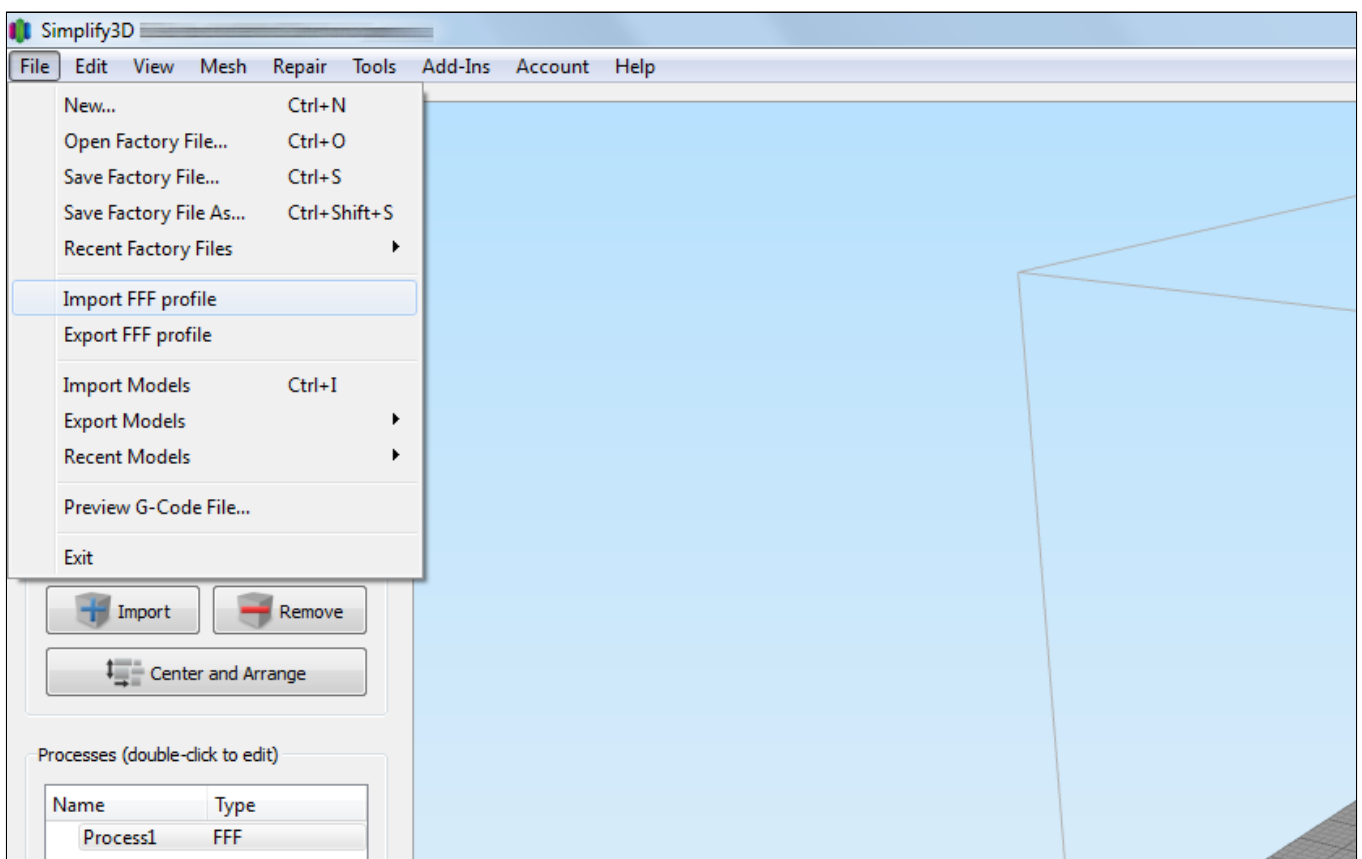 Simplify3D
File Edit View Mesh Repair Tools Add-Ins Account Help
New... Ctrl+N
Open Factory File... Ctrl+O
Save Factory File... Ctrl+S
Save Factory File As... Ctrl+Shift+S
Recent Factory Files
Import FFF profile
Export FFF profile
Import Models Ctrl+I
Export Models
Recent Models
Preview G-Code File...
Exit
Import Remove
Center and Arrange
Processes (double-click to edit)
Name Type
Process1 FFF